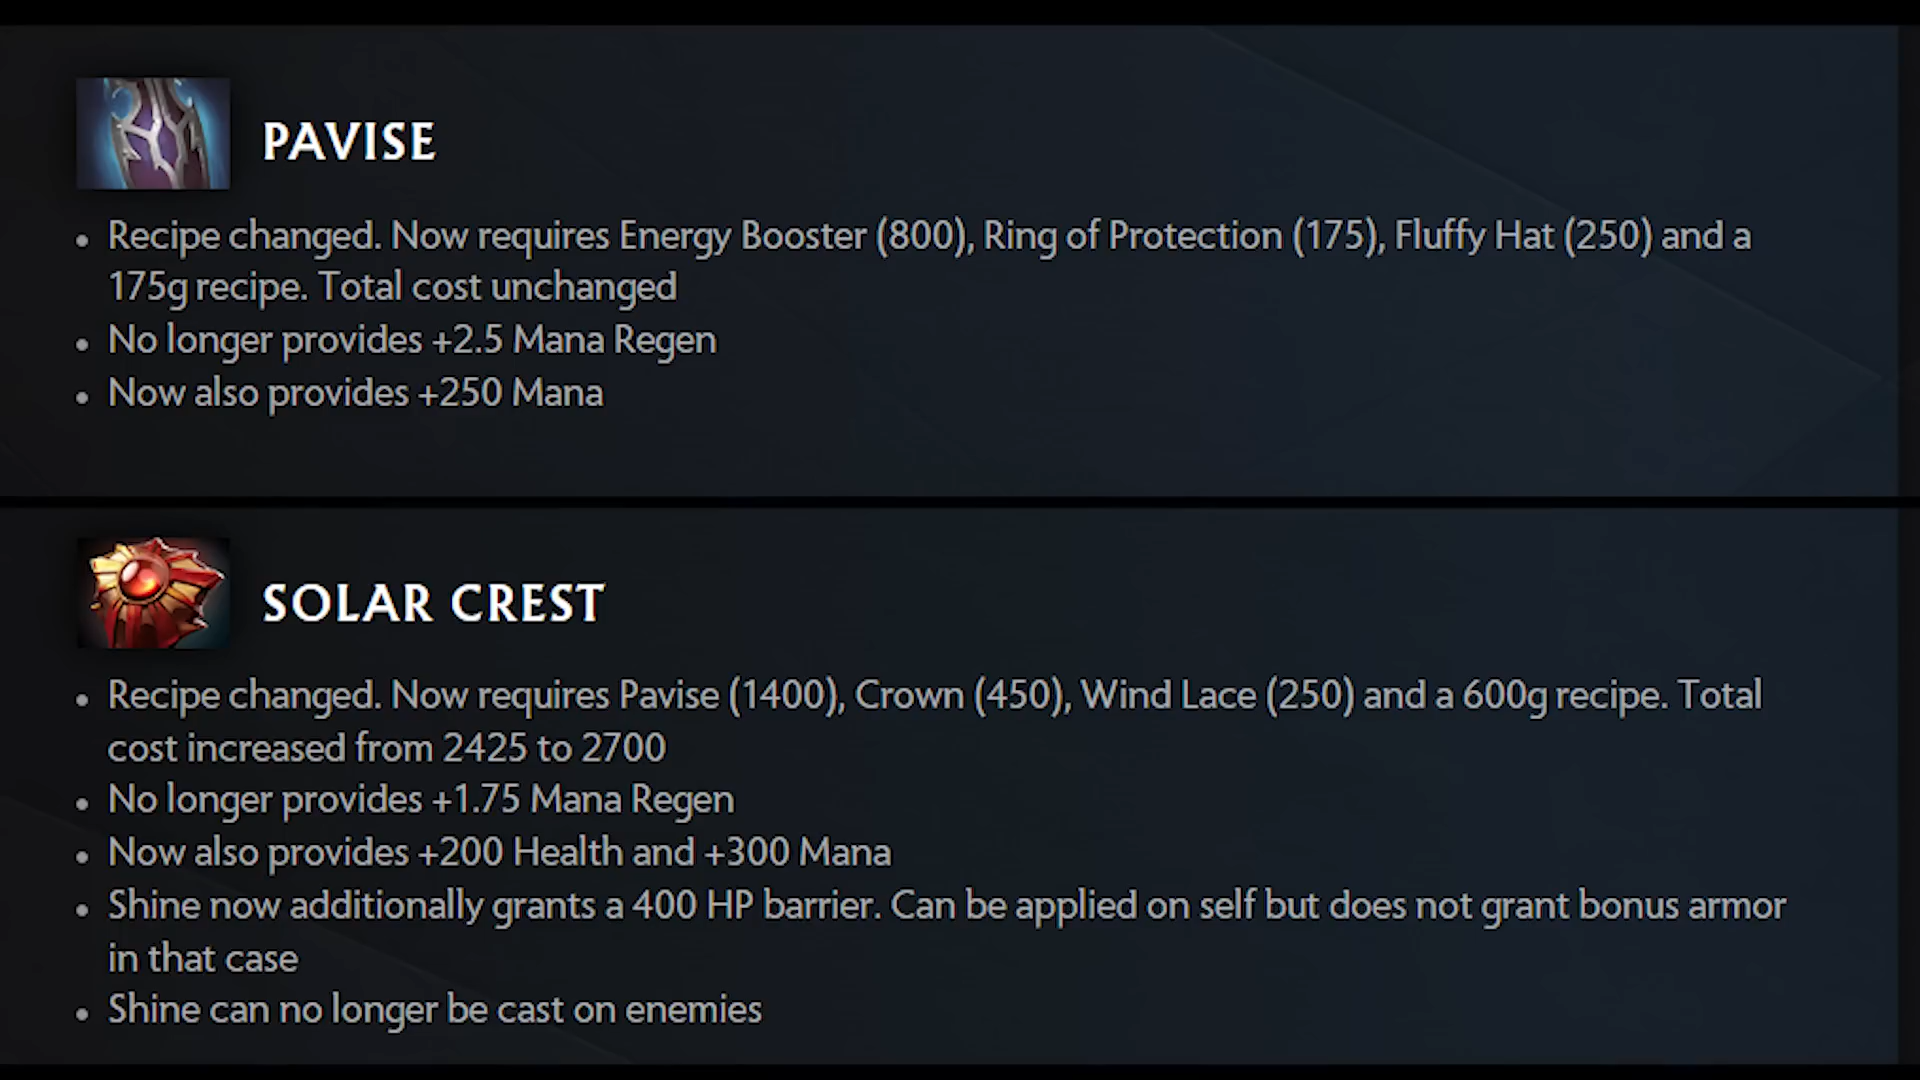 PAVISE
• Recipe changed. Now requires Energy Booster (800), Ring of Protection (175), Fluffy Hat (250) and a
175g recipe. Total cost unchanged
• No longer provides +2.5 Mana Regen
• Now also provides +250 Mana
SOLAR CREST
• Recipe changed. Now requires Pavise (1400), Crown (450), Wind Lace (250) and a 600g recipe. Total
cost increased from 2425 to 2700
• No longer provides +1.75 Mana Regen
• Now also provides +200 Health and +300 Mana
• Shine now additionally grants a 400 HP barrier. Can be applied on self but does not grant bonus armor
in that case
• Shine can no longer be cast on enemies